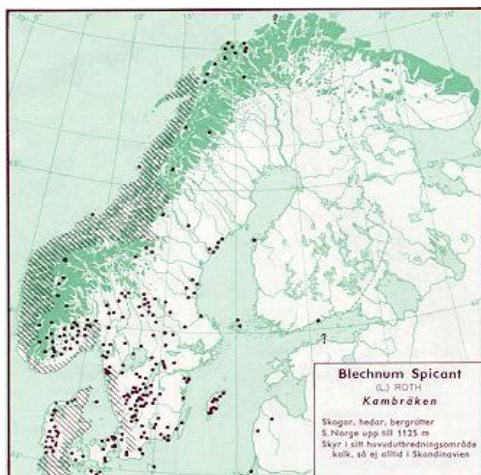 ?
?
Blechnum Spicant
(L.) ROTH
Kambräken
Skogar, hedar, bergrötter
S. Norge upp till 1125 m
Skyr i sitt huvudutbredningsområde
kalk, så ej alltid i Skandinavien